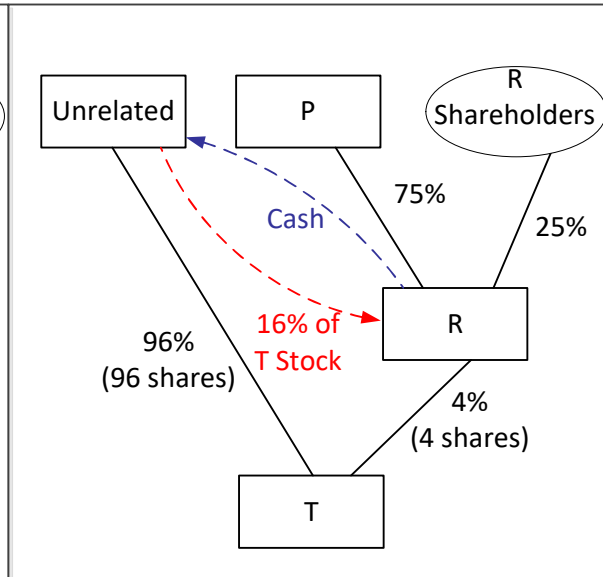 Unrelated
P
R
Shareholders
75%
Cash
25%
16% of
T Stock
R
96%
(96 shares)
4%
(4 shares)
T